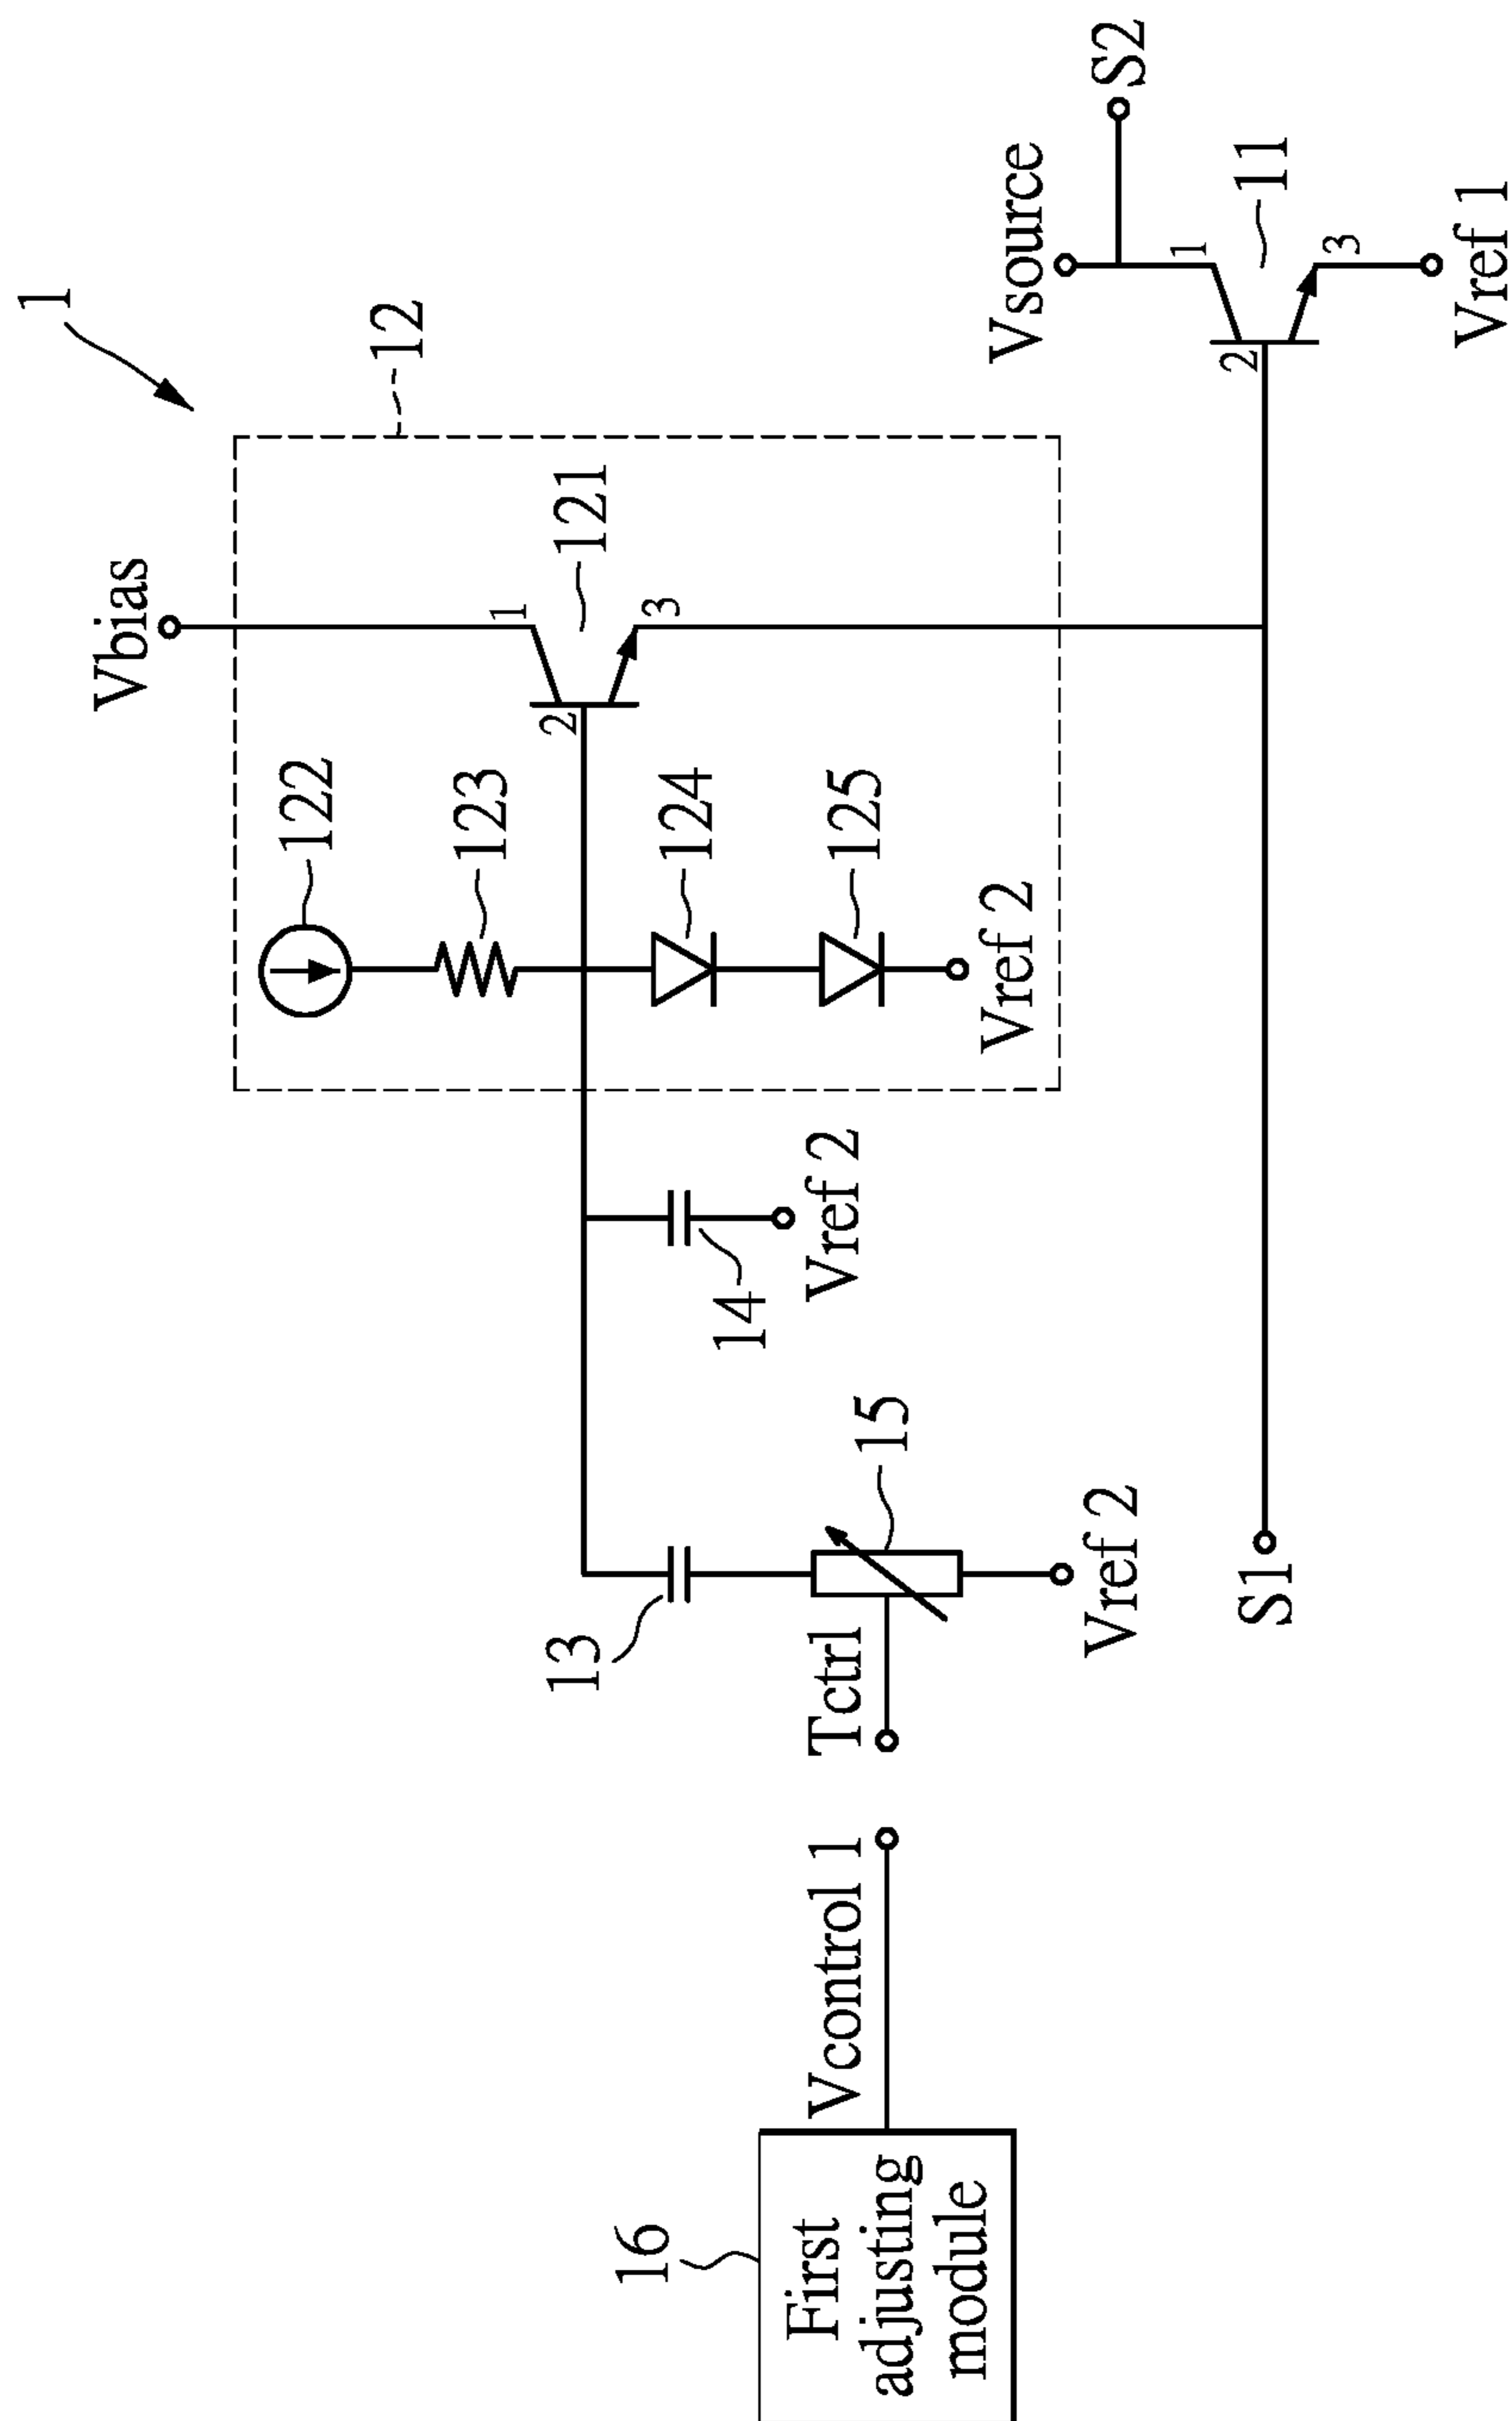 1
Vbias
12
122
123
1
121
2
3
124
125
Vref 2
Vsource
S2
1
11
2
3
Vref 1
13
14
Vref 2
15
Tctrl
Vref 2
S1
Vcontrol 1
16
First
adjusting
module